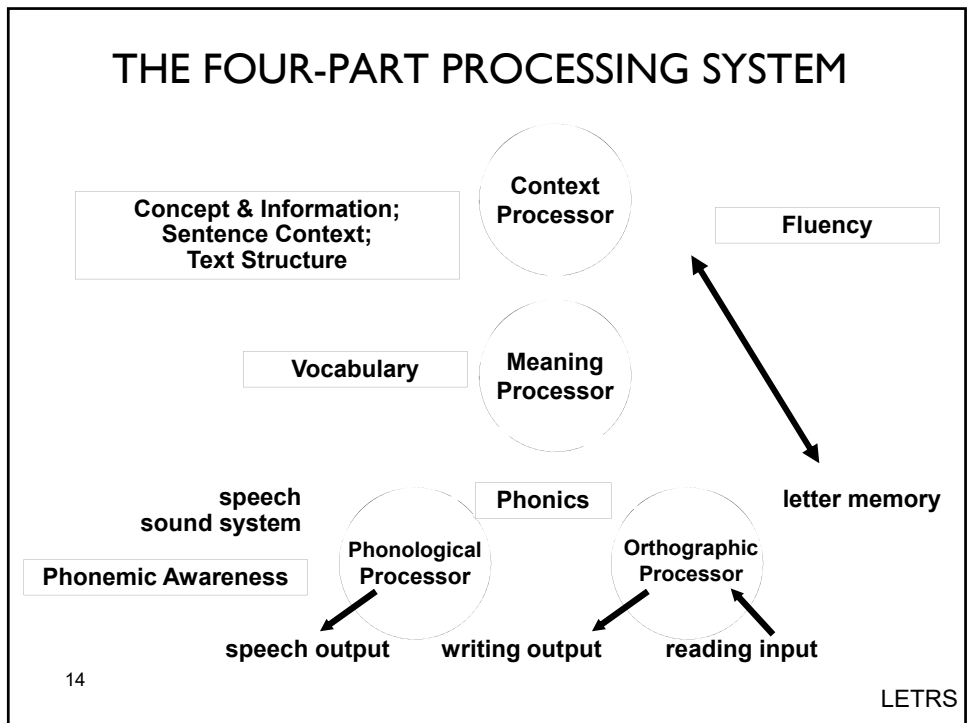 THE FOUR-PART PROCESSING SYSTEM
Context
Processor
Concept & Information;
Sentence Context;
Text Structure
Fluency
Vocabulary
Meaning
Processor
speech
sound system
Phonics
letter memory
Phonemic Awareness
Phonological
Processor
Orthographic
Processor
speech output
writing output
reading input
14
LETRS